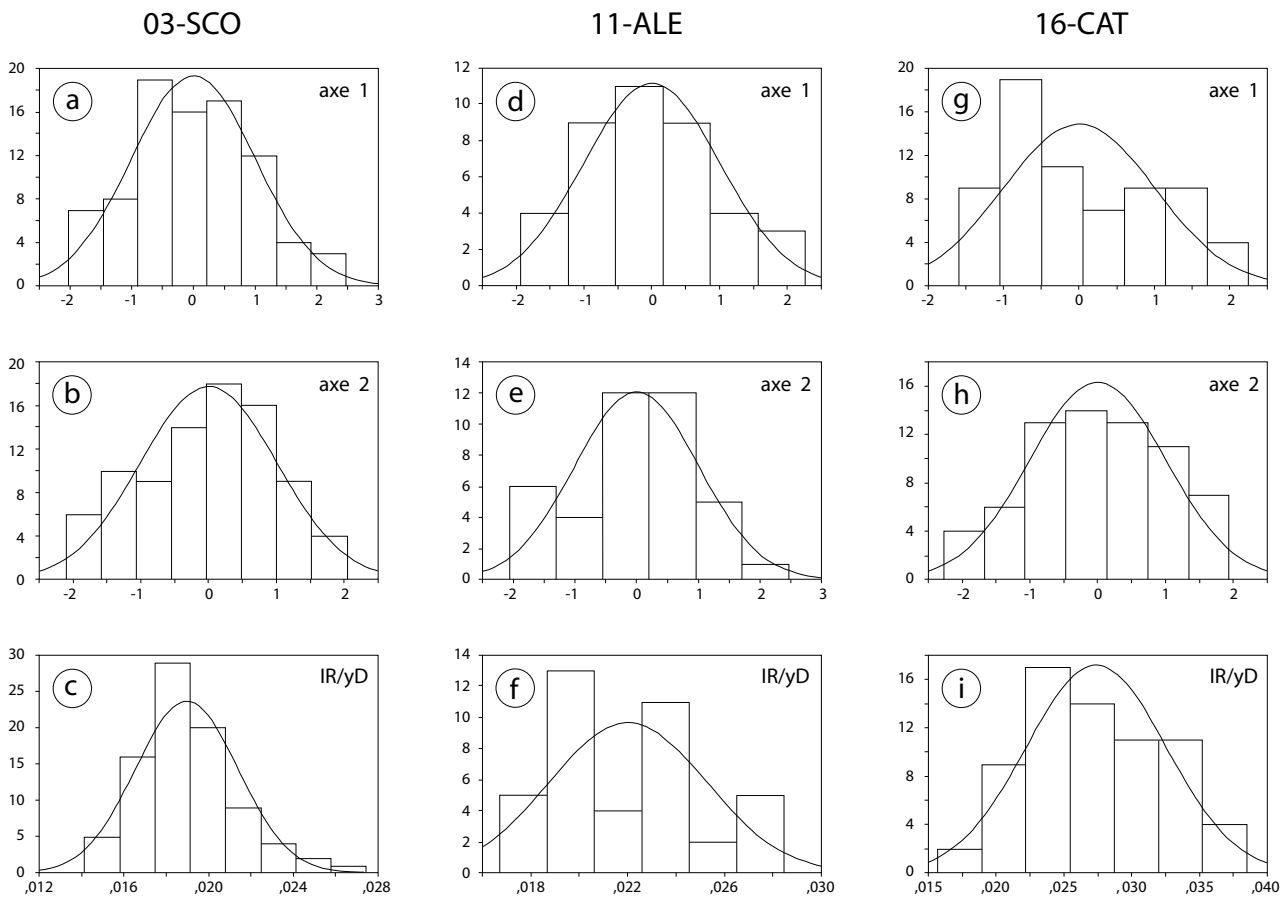 03-SCO 11-ALE 16-CAT
20 12 20
a axe 1 d axe 1 g axe 1
16 10 16
12 8 12
6
8 4 8
4 2 4
0 0 0
-2 -1 0 1 2 3 -2 -1 0 1 2 -2 -1 0 1 2
20 14
b axe 2 e axe 2 h axe 2
16 12 16
12 10 12
8 8 8
6
4 4 4
2
0 0 0
-2 -1 0 1 2 -2 -1 0 1 2 3 -2 -1 0 1 2
30 14
c IR/yD f IR/yD i IR/yD
25 12 16
20 10 12
15 8 8
10 6
5 4 4
2
0 0 0
,012 ,016 ,020 ,024 ,028 ,018 ,022 ,026 ,030 ,015 ,020 ,025 ,030 ,035 ,040